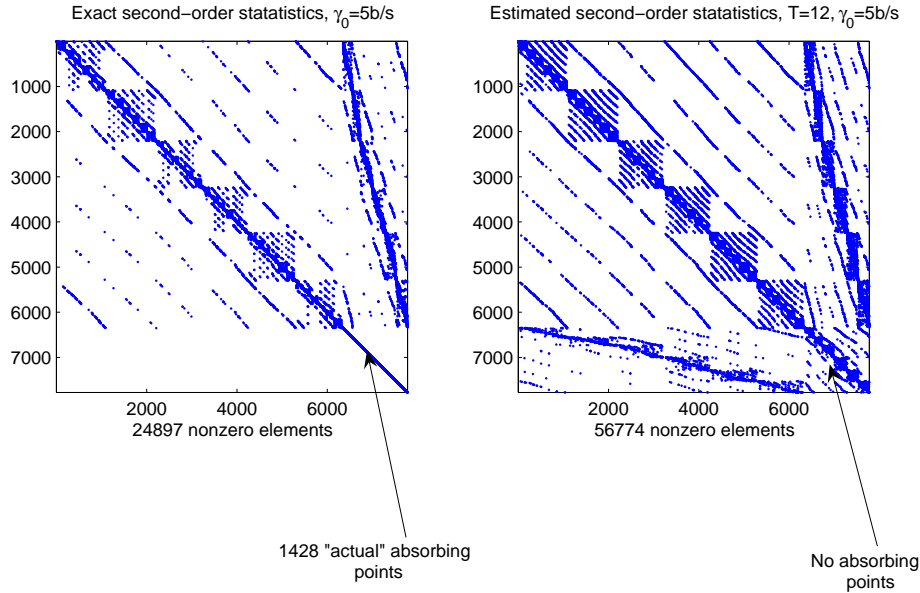 Exact second−order statatistics, γ0=5b/s
Estimated second−order statatistics, T=12, γ0=5b/s
1000
2000
3000
4000
5000
6000
7000
2000 4000 6000
24897 nonzero elements
1000
2000
3000
4000
5000
6000
7000
2000 4000 6000
56774 nonzero elements
1428 "actual" absorbing
points
No absorbing
points